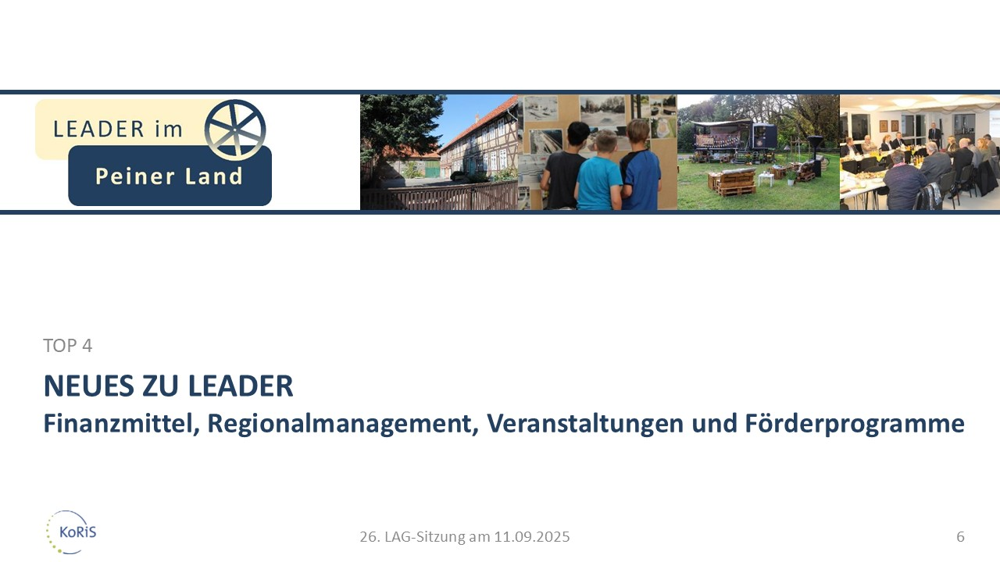 LEADER im
Peiner Land
TOP 4
NEUES ZU LEADER
Finanzmittel, Regionalmanagement, Veranstaltungen und Förderprogramme
KoRiS
26. LAG-Sitzung am 11.09.2025
6